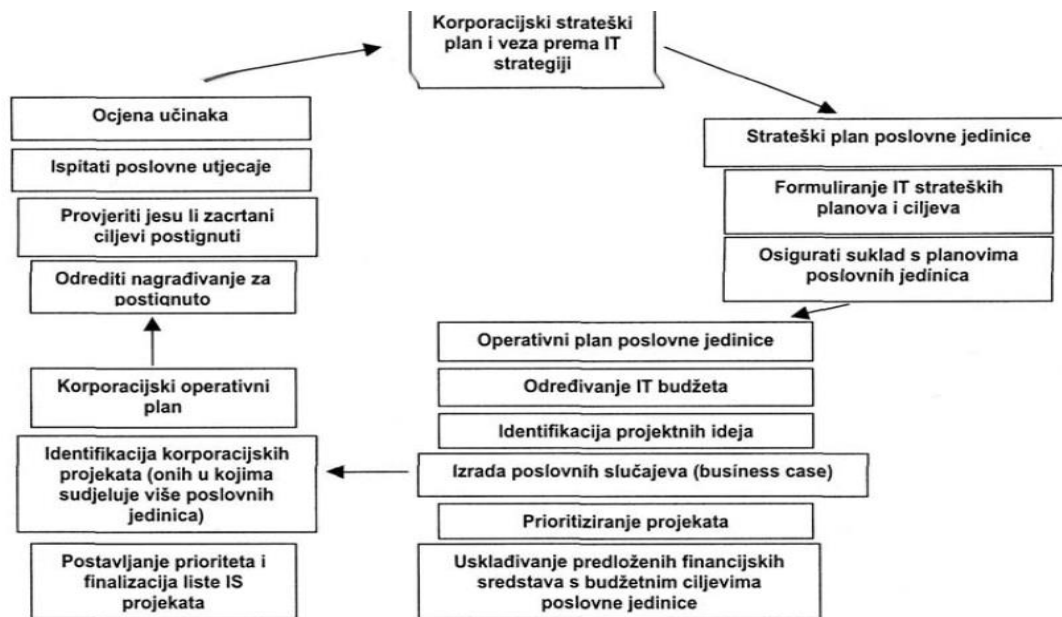 Korporacijski strateški
plan i veza prema IT
strategiji
Strateški plan poslovne jedinice
Formuliranje IT strateških
planova i ciljeva
Osigurati suklad s planovima
poslovnih jedinica
Operativni plan poslovne jedinice
Određivanje IT budžeta
Identifikacija projektnih ideja
Izrada poslovnih slučajeva (business case)
Prioritiziranje projekata
Usklađivanje predloženih financijskih
sredstava s budžetnim ciljevima
poslovne jedinice
Korporacijski operativni
plan
Identifikacija korporacijskih
projekata (onih u kojima
sudjeluje više poslovnih
jedinica)
Postavljanje prioriteta i
finalizacija liste IS
projekata
Ocjena učinaka
Ispitati poslovne utjecaje
Provjeriti jesu li zacrtani
ciljevi postignuti
Odrediti nagrađivanje za
postignuto